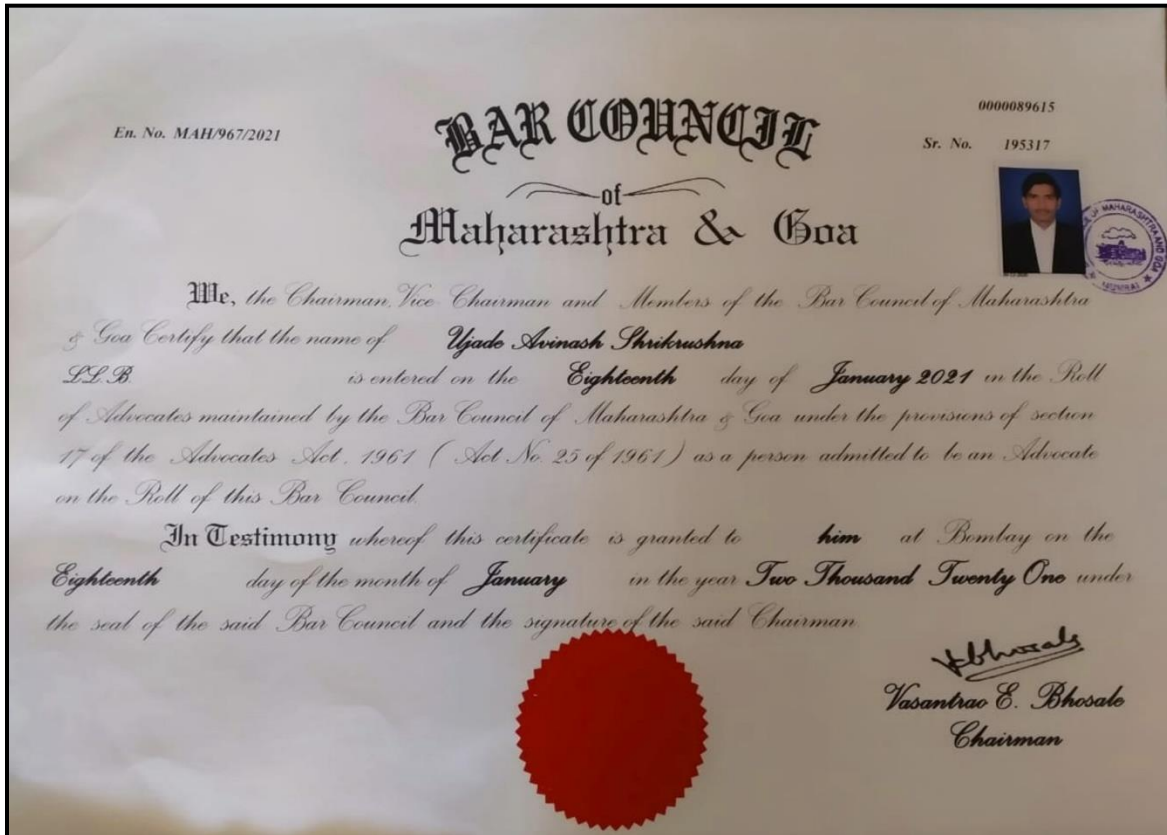 En. No. MAH/967/2021
0000089615
Sr. No. 195317
BAR COUNCIL
of
Maharashtra & Goa
We, the Chairman, Vice Chairman and Members of the Bar Council of Maharashtra
& Goa Certify that the name of Ujade Avinash Shrikrushna
LL.B. is entered on the Eighteenth day of January 2021 in the Roll
of Advocates maintained by the Bar Council of Maharashtra & Goa under the provisions of section
17 of the Advocates Act, 1961 ( Act No. 25 of 1961 ) as a person admitted to be an Advocate
on the Roll of this Bar Council.
In Testimony whereof this certificate is granted to him at Bombay on the
Eighteenth day of the month of January in the year Two Thousand Twenty One under
the seal of the said Bar Council and the signature of the said Chairman
Vasantrao E. Bhosale
Chairman
OF MAHARASHTRA AND GOA
MUMBAI